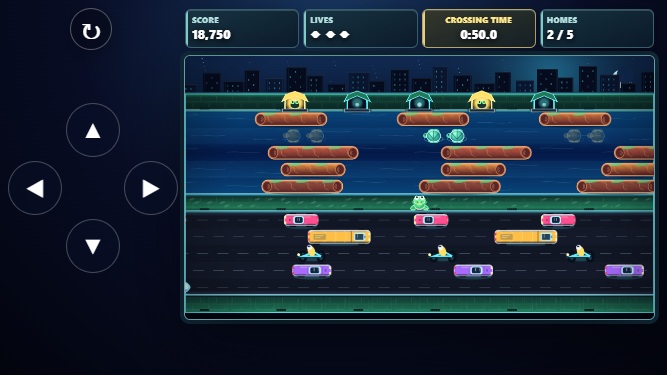 SCORE
18,750
LIVES
CROSSING TIME
0:50.0
HOMES
2 / 5